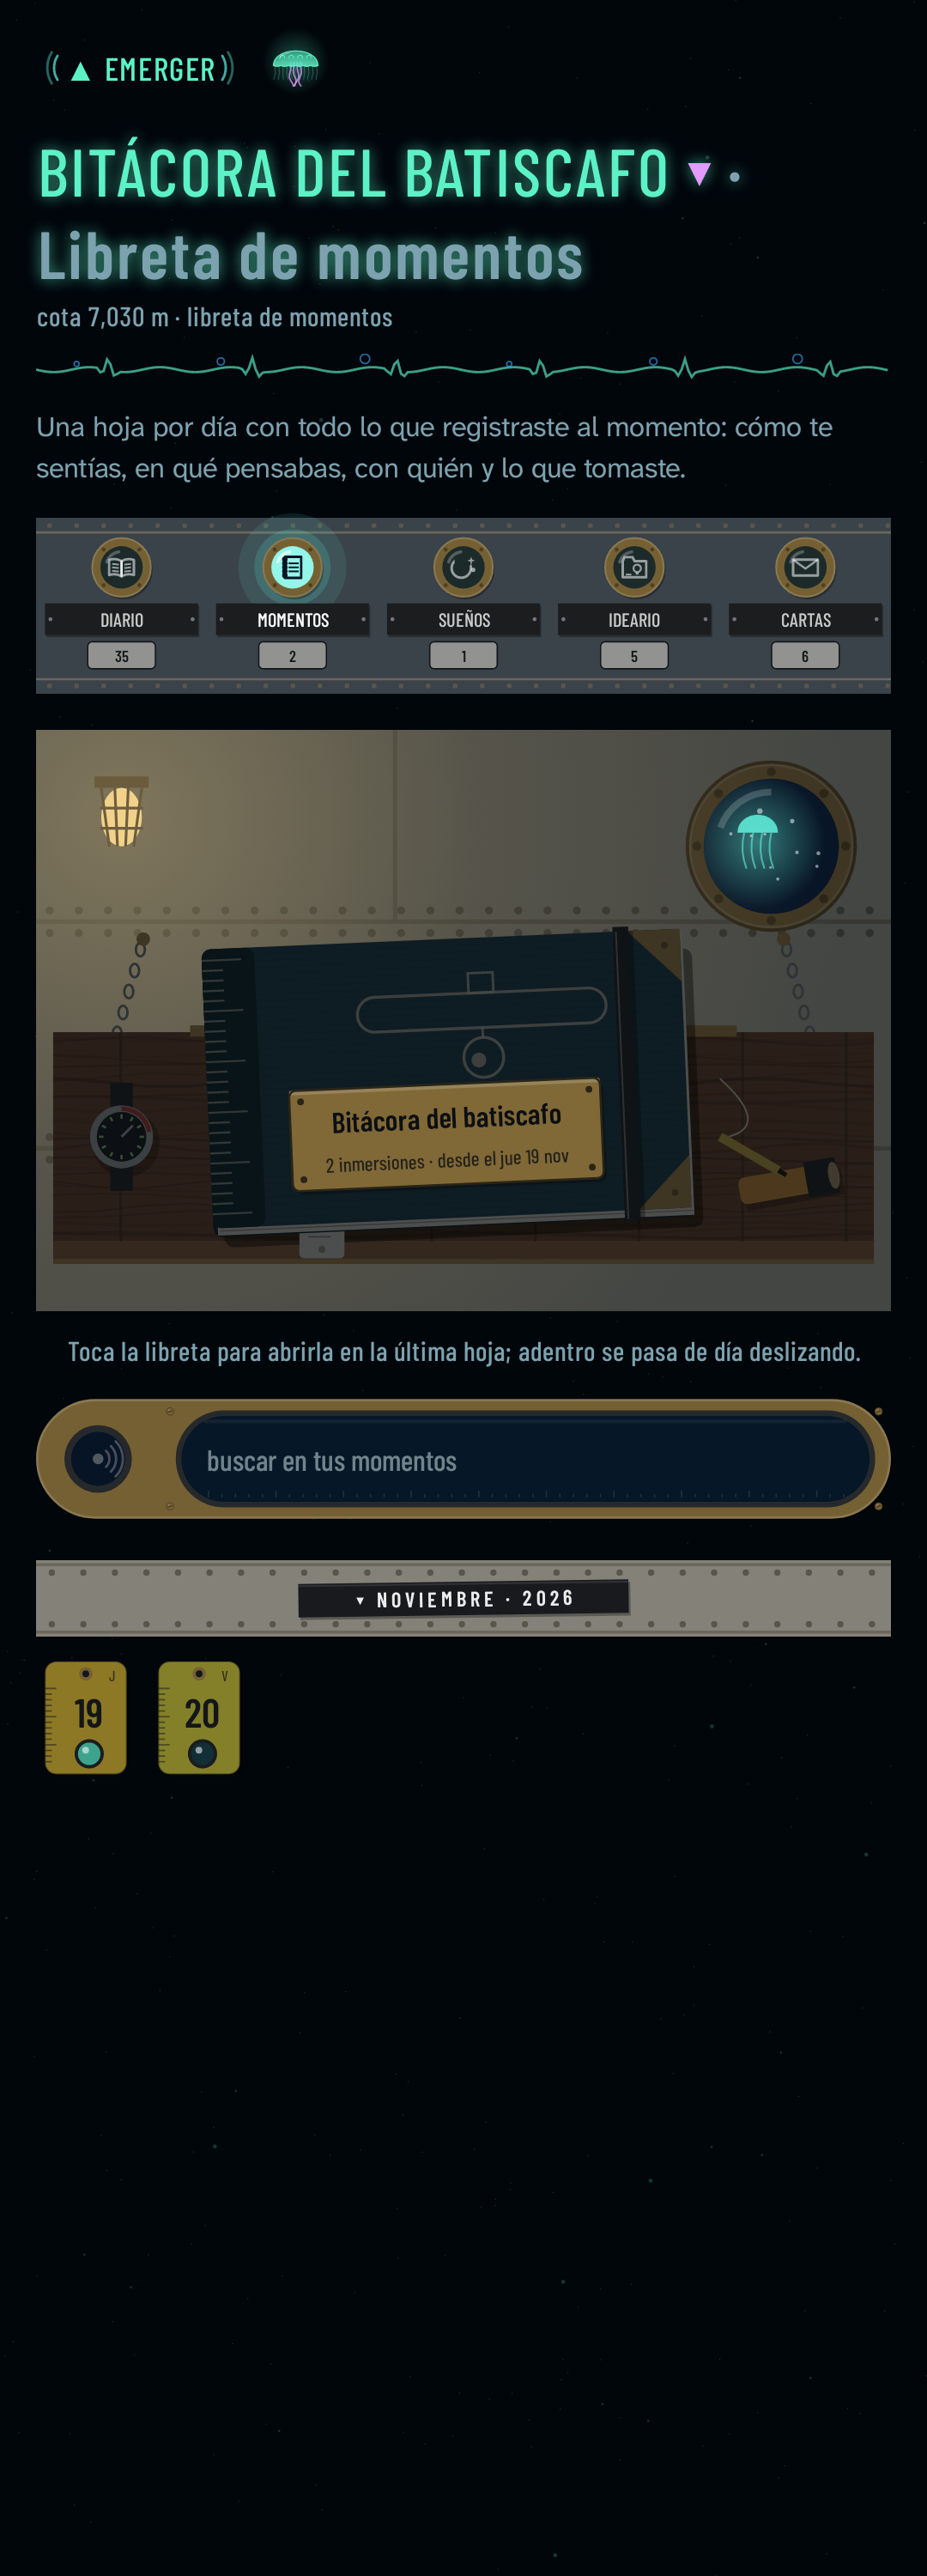 ▲ EMERGER
BITÁCORA DEL BATISCAFO ▼ ·
Libreta de momentos
cota 7,030 m · libreta de momentos
Una hoja por día con todo lo que registraste al momento: cómo te
sentías, en qué pensabas, con quién y lo que tomaste.
DIARIO MOMENTOS SUEÑOS IDEARIO CARTAS
35 2 1 5 6
Bitácora del batiscafo
2 inmersiones · desde el jue 19 nov
Toca la libreta para abrirla en la última hoja; adentro se pasa de día deslizando.
buscar en tus momentos
▼ NOVIEMBRE · 2026
J V
19 20